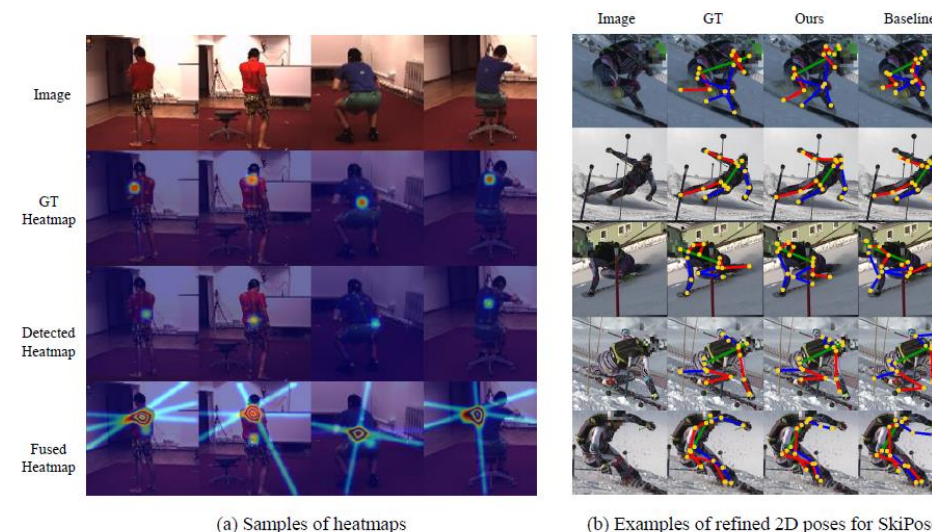 Image GT Ours Baseline
Image
GT
Heatmap
Detected
Heatmap
Fused
Heatmap
(a) Samples of heatmaps
(b) Examples of refined 2D poses for SkiPos